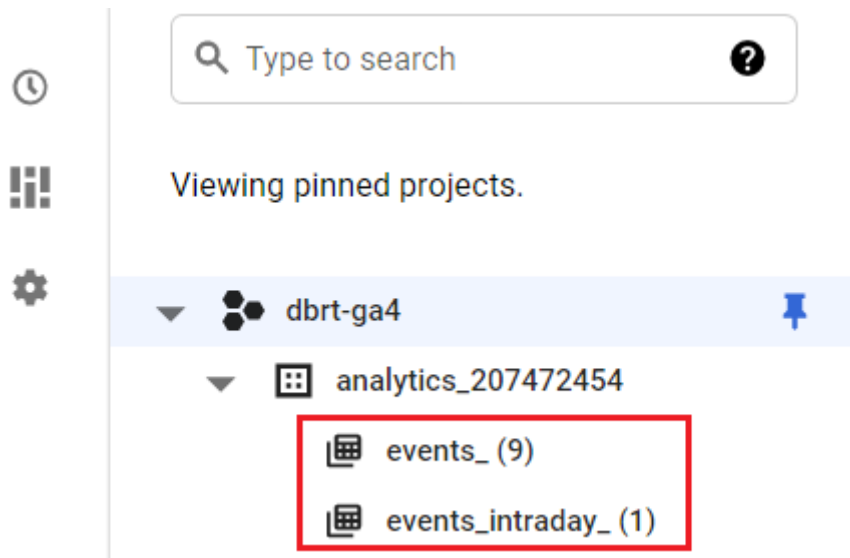 Type to search
Viewing pinned projects.
dbrt-ga4
analytics_207472454
events_ (9)
events_intraday_ (1)